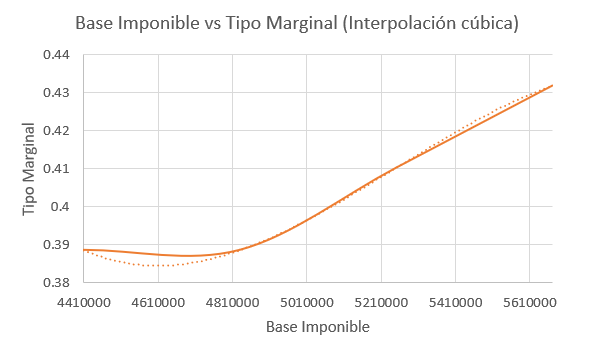 Base Imponible vs Tipo Marginal (Interpolación cúbica)
0.44
0.43
0.42
0.41
0.4
0.39
0.38
Tipo Marginal
4410000 4610000 4810000 5010000 5210000 5410000 5610000
Base Imponible